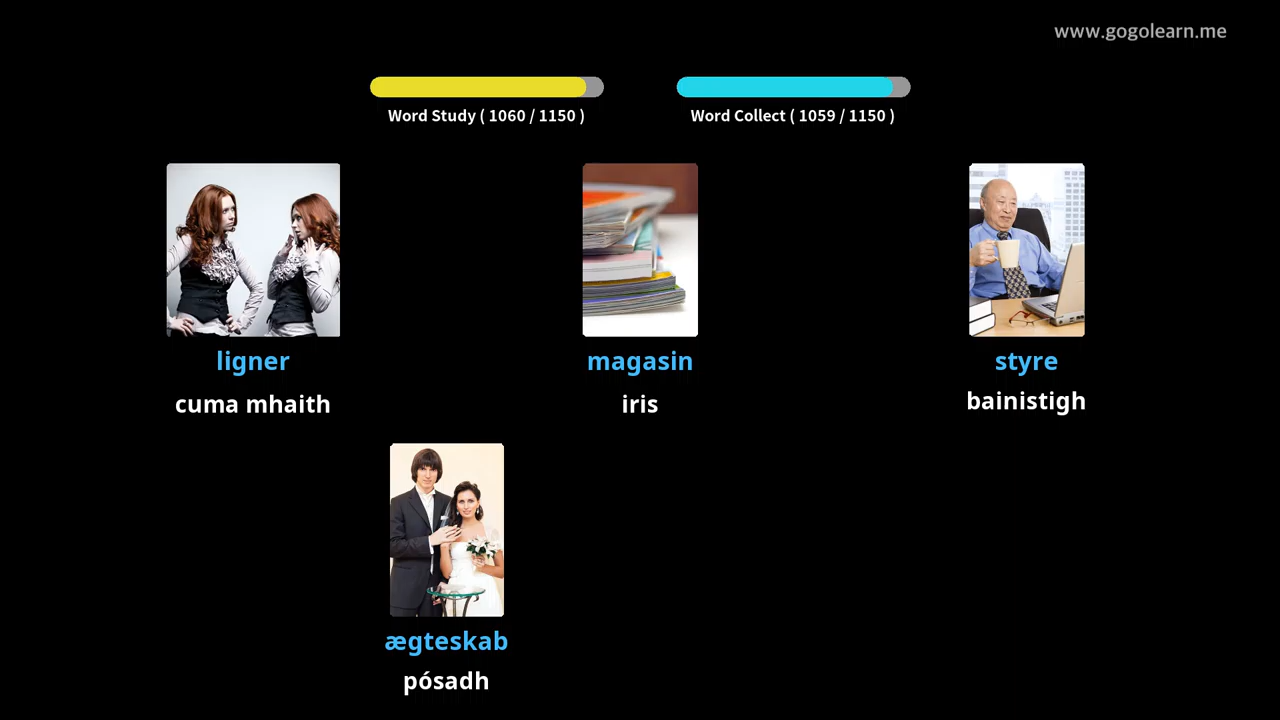 www.gogolearn.me
Word Study ( 1060 / 1150 )
Word Collect ( 1059 / 1150 )
ligner
cuma mhaith
magasin
iris
styre
bainistigh
ægteskab
pósadh